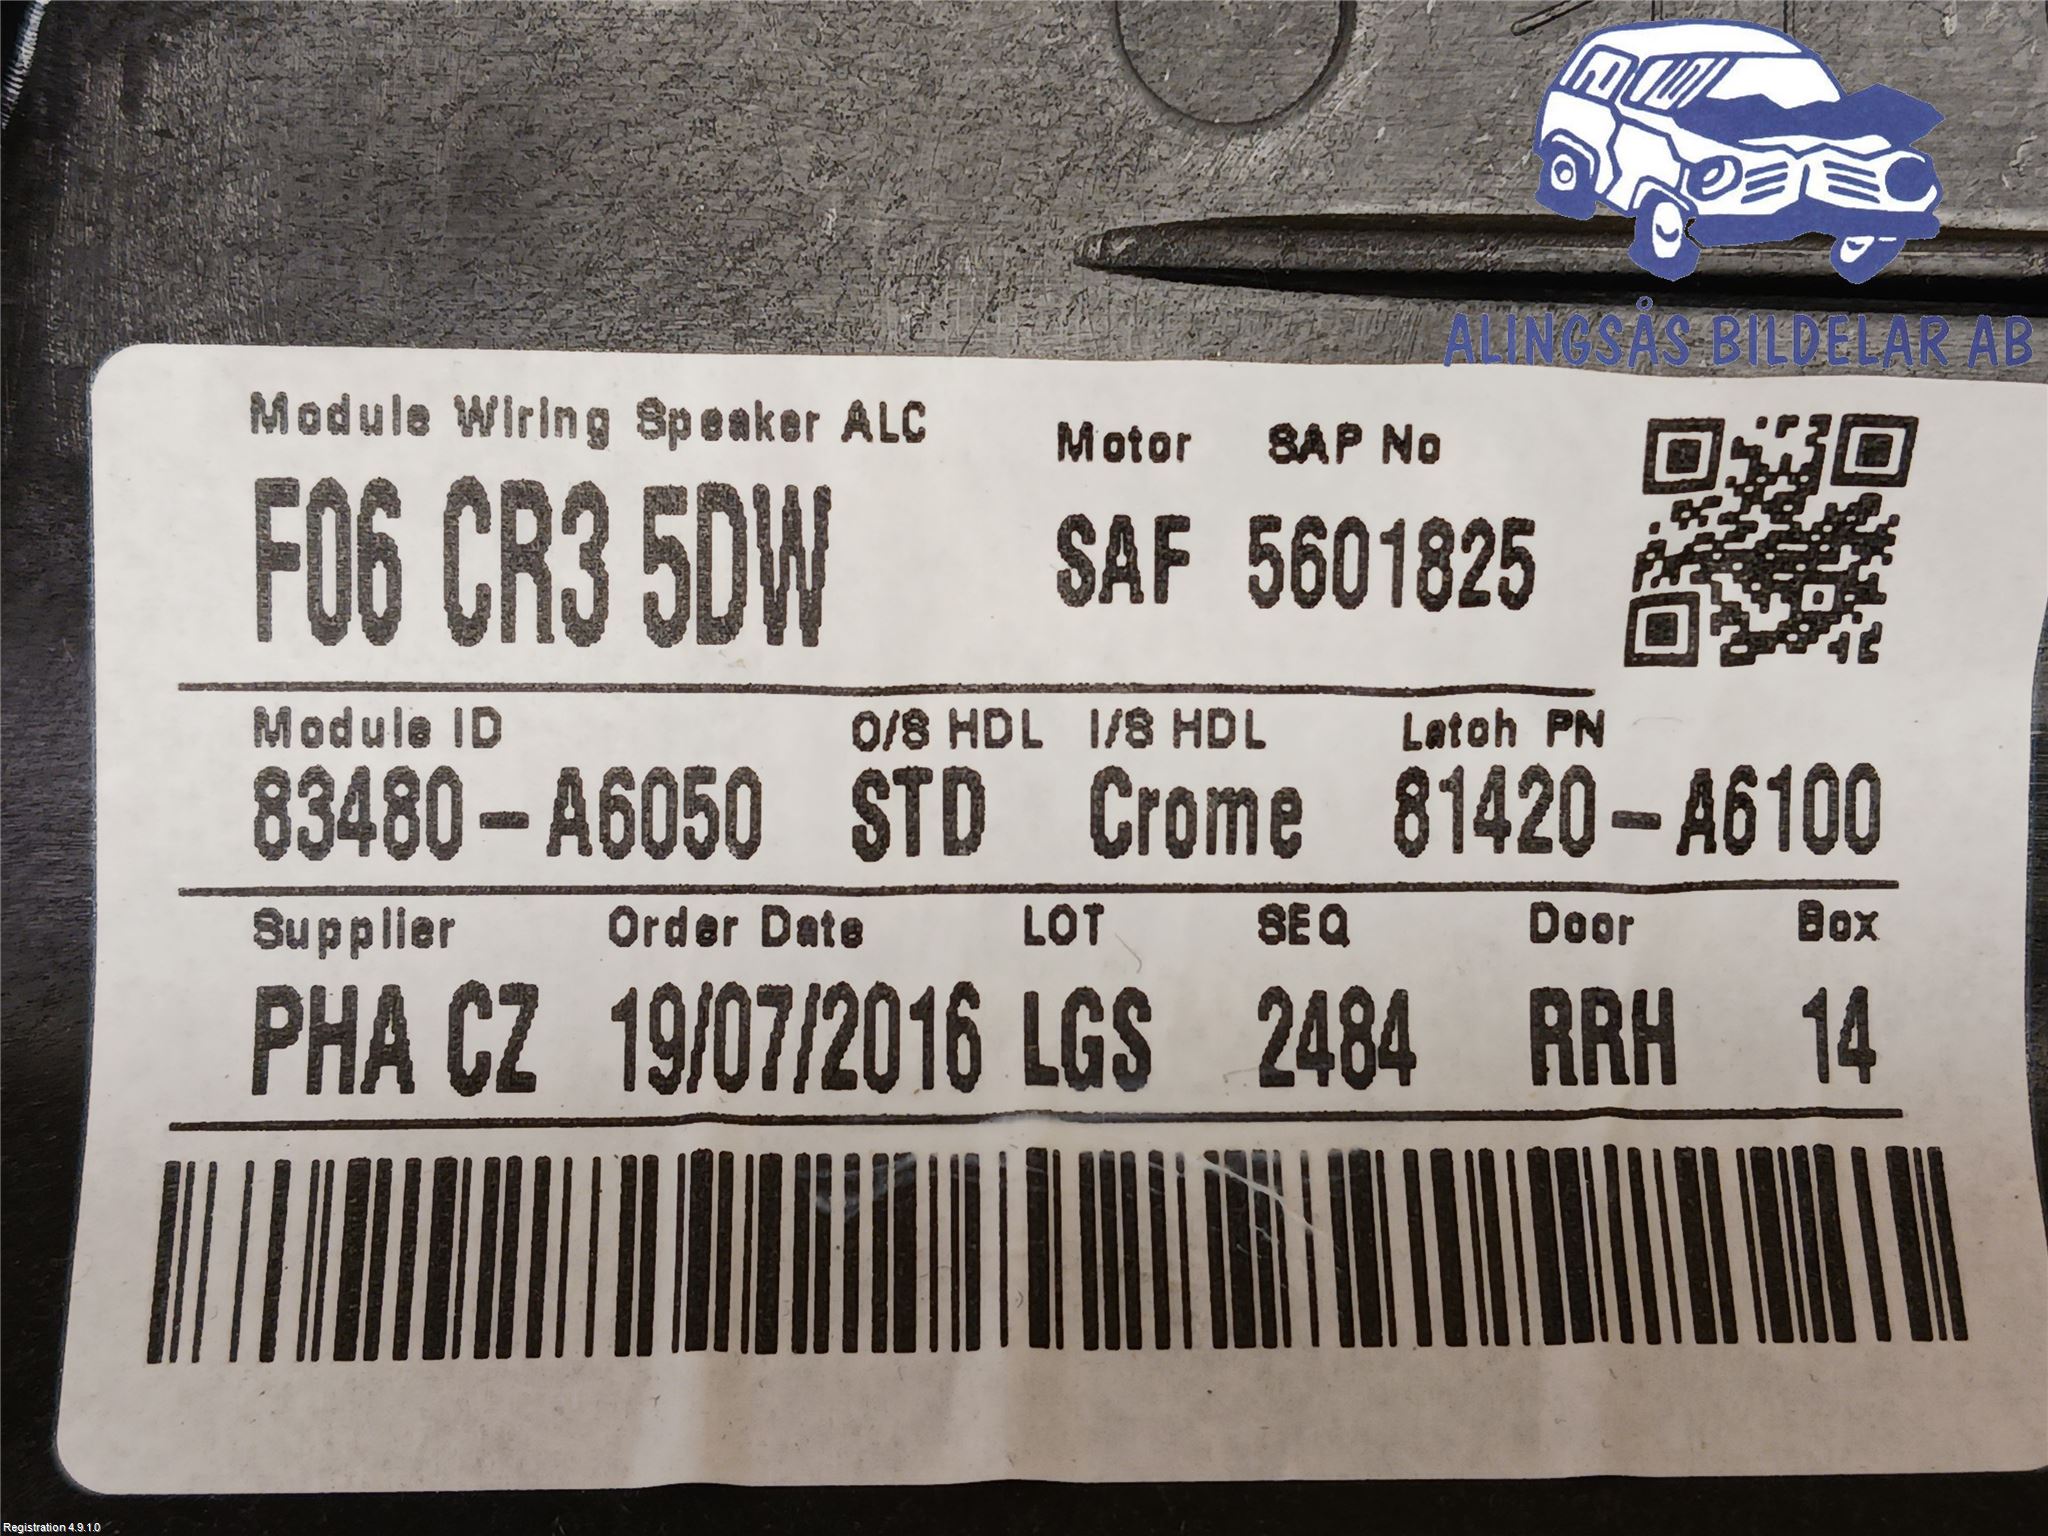 ALINGSÅS BILDELAR AB
Module Wiring Speaker ALC Motor SAP No
F06 CR3 5DW SAF 5601825
Module ID O/S HDL I/S HDL Latch PN
83480-A6050 STD Crome 81420-A6100
Supplier Order Date LOT SEQ Door Box
PHA CZ 19/07/2016 LGS 2484 RRH 14
Registration 4.9.1.0